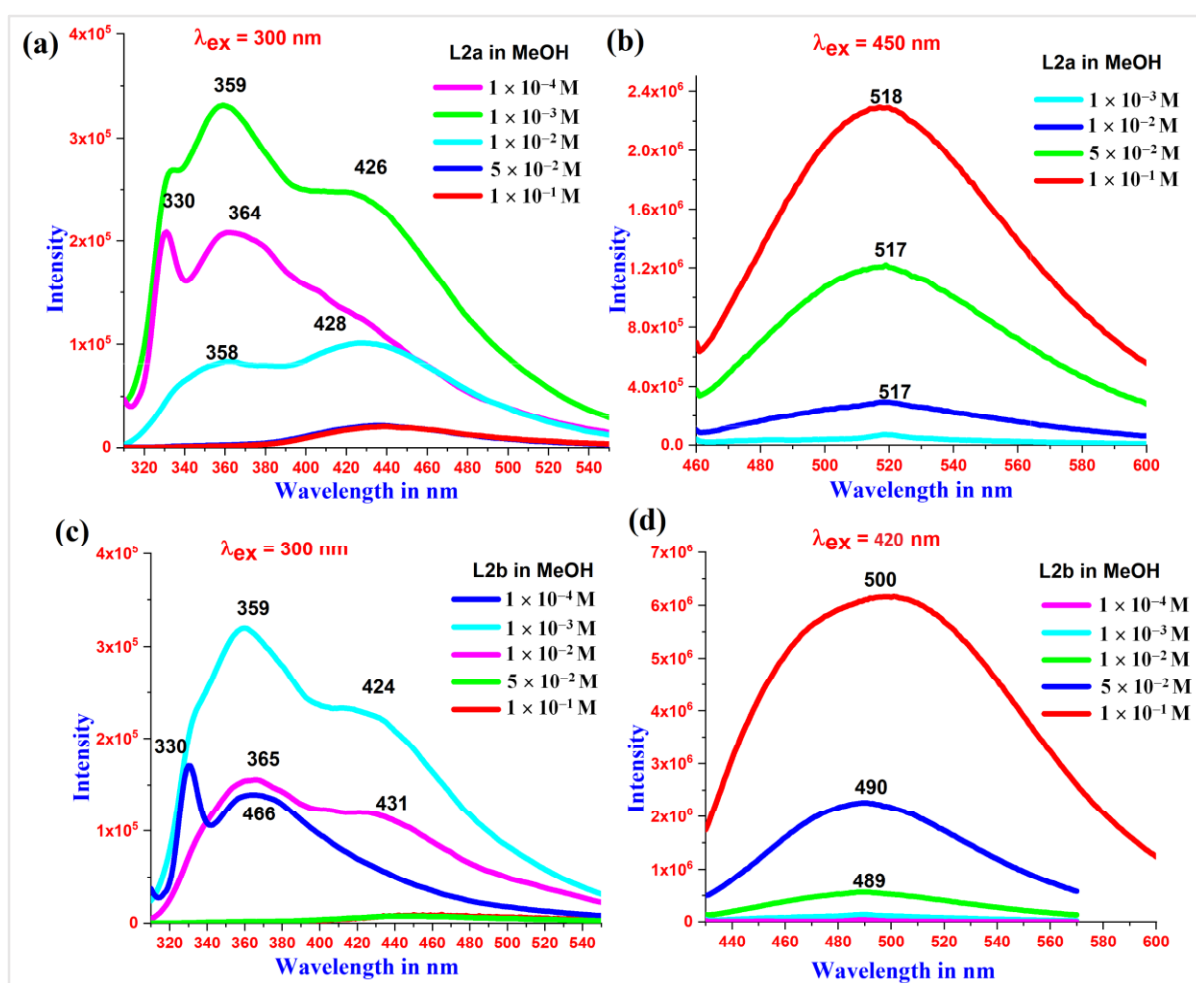 (a)
λex = 300 nm
L2a in MeOH
1 × 10⁻⁴ M
1 × 10⁻³ M
1 × 10⁻² M
5 × 10⁻² M
1 × 10⁻¹ M
4x10⁵
3x10⁵
2x10⁵
1x10⁵
0
Intensity
359
426
330
364
428
358
320 360 400 440 480 520
Wavelength in nm
(b)
λex = 450 nm
L2a in MeOH
1 × 10⁻³ M
1 × 10⁻² M
5 × 10⁻² M
1 × 10⁻¹ M
2.4x10⁶
1.6x10⁶
1.2x10⁶
8.0x10⁵
4.0x10⁵
0.0
Intensity
518
517
517
460 480 500 520 540 560 580 600
Wavelength in nm
(c)
λex = 300 nm
L2b in MeOH
1 × 10⁻⁴ M
1 × 10⁻³ M
1 × 10⁻² M
5 × 10⁻² M
1 × 10⁻¹ M
4x10⁵
3x10⁵
2x10⁵
1x10⁵
0
Intensity
359
424
330
365
466
431
320 340 360 380 400 420 440 460 480 500 520 540
Wavelength in nm
(d)
λex = 420 nm
L2b in MeOH
1 × 10⁻⁴ M
1 × 10⁻³ M
1 × 10⁻² M
5 × 10⁻² M
1 × 10⁻¹ M
7x10⁶
6x10⁶
5x10⁶
4x10⁶
3x10⁶
2x10⁶
1x10⁶
0
Intensity
500
490
489
440 460 480 500 520 540 560 580 600
Wavelength in nm